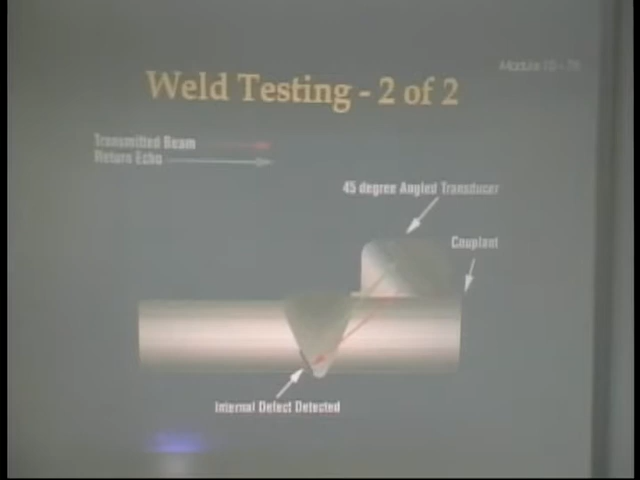 Weld Testing - 2 of 2
Transmitted Beam
Return Echo
45 degree Angled Transducer
Couplant
Internal Defect Detected